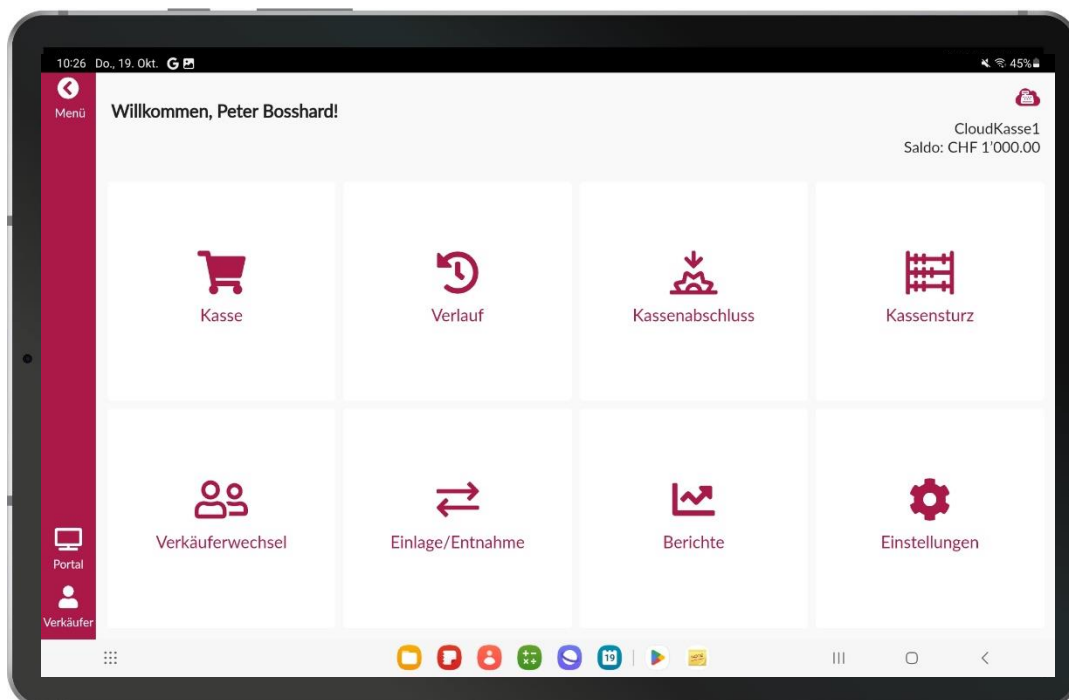 10:26 Do., 19. Okt.
45%
Menü
Willkommen, Peter Bosshard!
CloudKasse1
Saldo: CHF 1’000.00
Kasse
Verlauf
Kassenabschluss
Kassensturz
Verkäuferwechsel
Einlage/Entnahme
Berichte
Einstellungen
Portal
Verkäufer
19